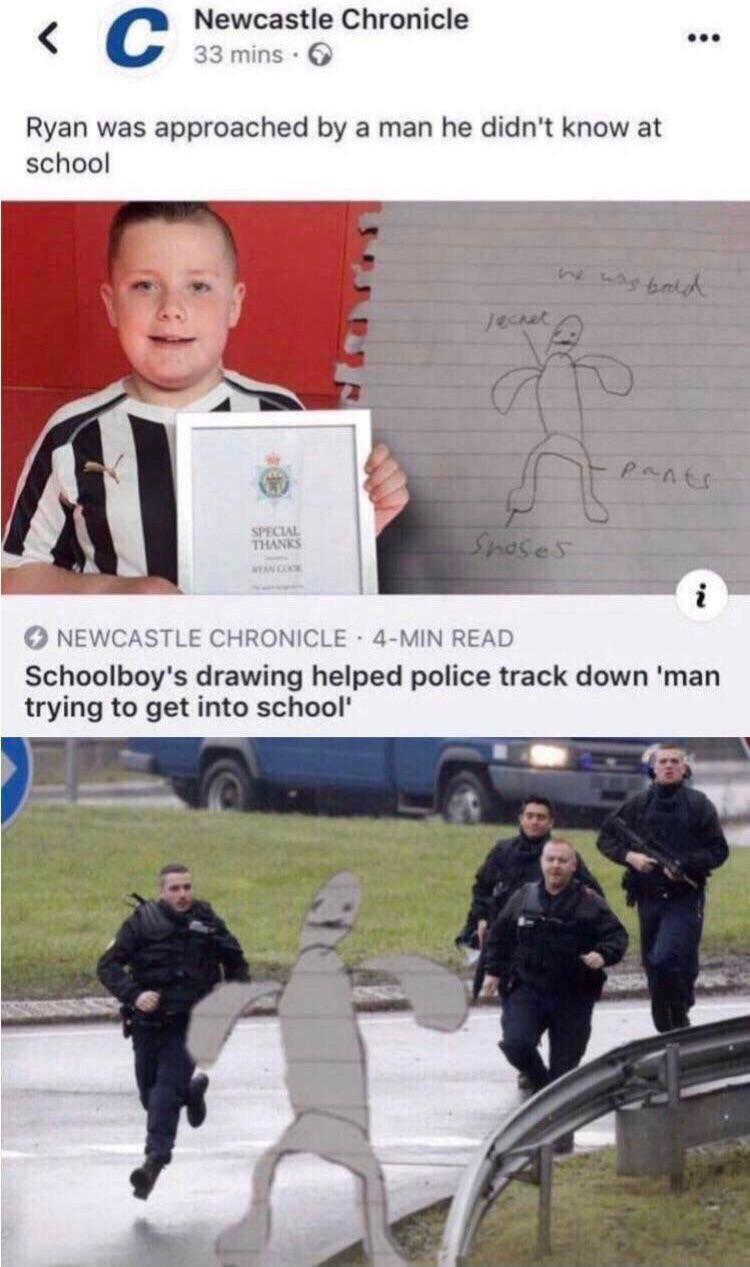 Newcastle Chronicle
33 mins ·
Ryan was approached by a man he didn't know at
school
he was bald
jecket
pants
shoses
SPECIAL
THANKS
RYAN COOK
i
NEWCASTLE CHRONICLE · 4-MIN READ
Schoolboy's drawing helped police track down 'man
trying to get into school'